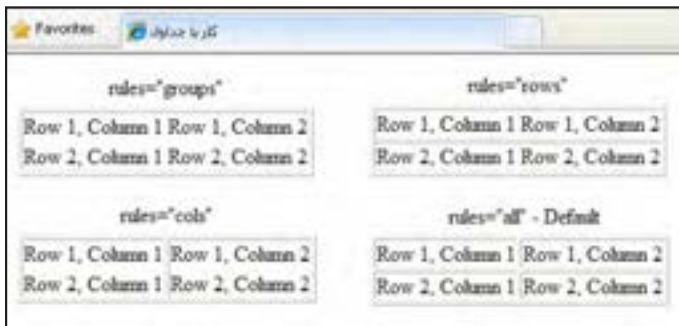 Favorites
کار با جداول
rules="groups"
Row 1, Column 1 Row 1, Column 2
Row 2, Column 1 Row 2, Column 2
rules="rows"
Row 1, Column 1 Row 1, Column 2
Row 2, Column 1 Row 2, Column 2
rules="cols"
Row 1, Column 1 Row 1, Column 2
Row 2, Column 1 Row 2, Column 2
rules="all" - Default
Row 1, Column 1 Row 1, Column 2
Row 2, Column 1 Row 2, Column 2